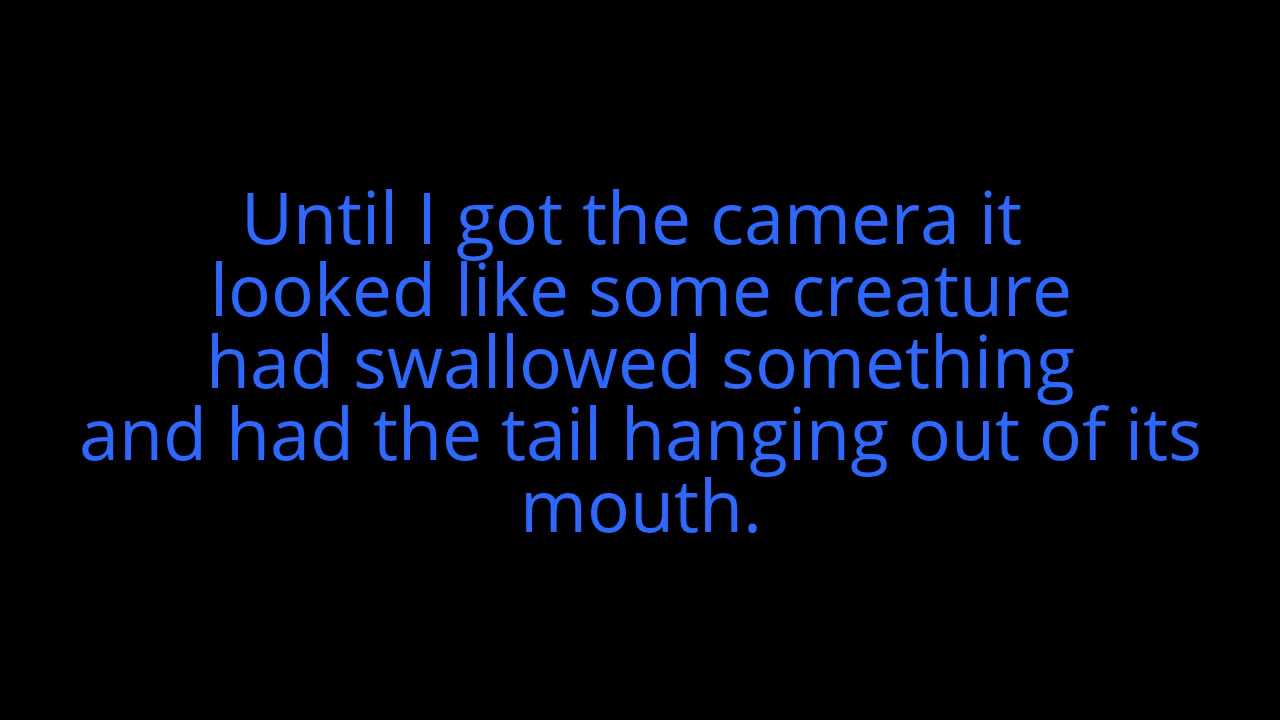 Until I got the camera it
looked like some creature
had swallowed something
and had the tail hanging out of its
mouth.